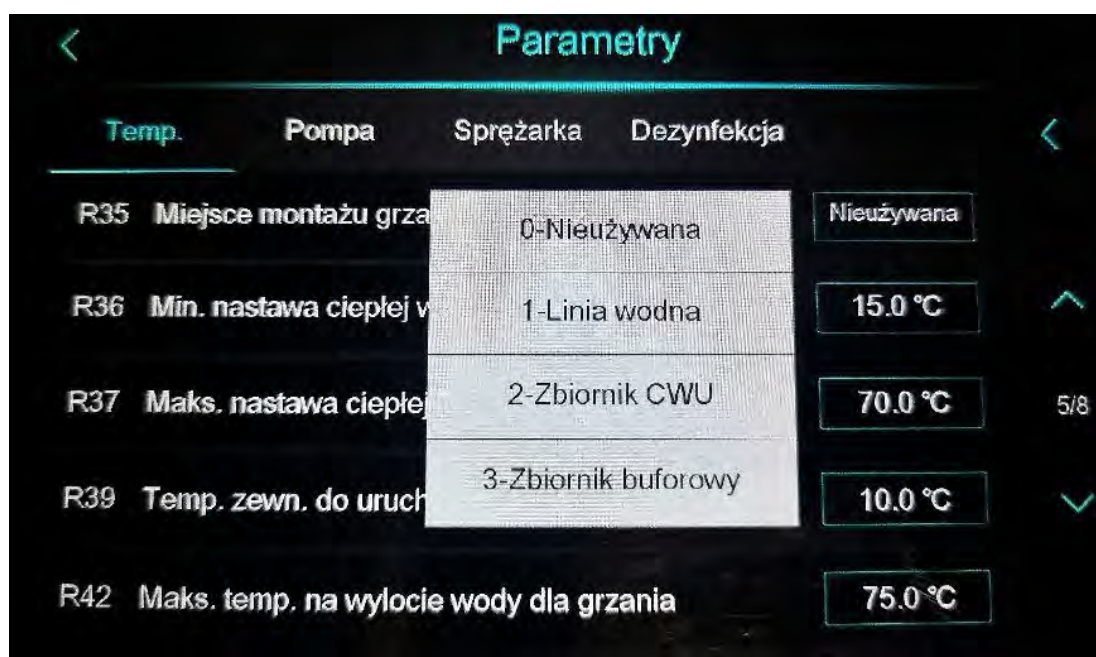 Parametry
Temp. Pompa Sprężarka Dezynfekcja
R35 Miejsce montażu grza Nieużywana
0-Nieużywana
R36 Min. nastawa ciepłej 1-Linia wodna 15.0 °C
R37 Maks. nastawa ciepłej 2-Zbiornik CWU 70.0 °C 5/8
3-Zbiornik buforowy
R39 Temp. zewn. do uruch 10.0 °C
R42 Maks. temp. na wylocie wody dla grzania 75.0 °C